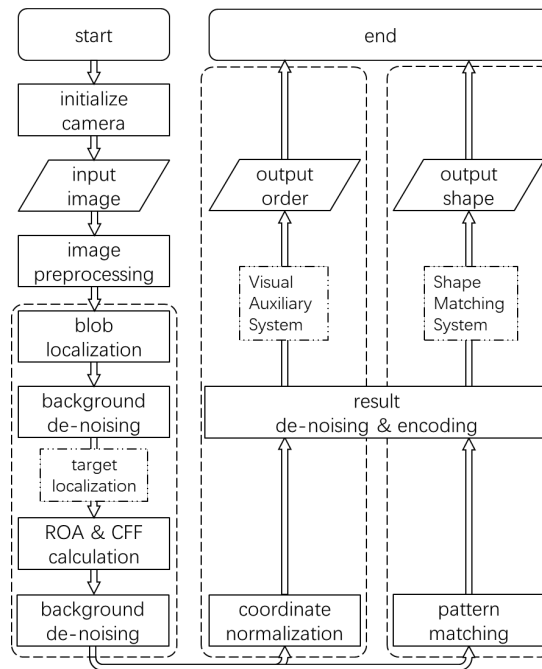 start
initialize
camera
input
image
image
preprocessing
blob
localization
background
de-noising
target
localization
ROA & CFF
calculation
background
de-noising
end
output
order
Visual
Auxiliary
System
output
shape
Shape
Matching
System
result
de-noising & encoding
coordinate
normalization
pattern
matching